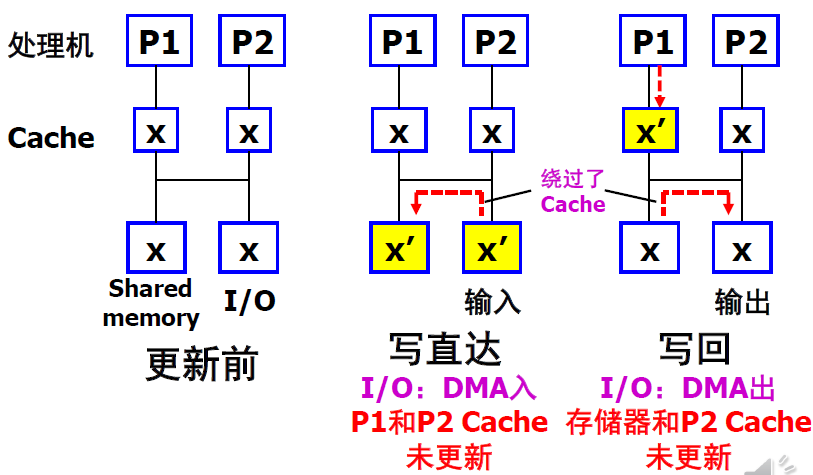 处理机
P1 P2
P1 P2
P1 P2
Cache
x x
x x
x′ x
绕过了
Cache
x x
x′ x′
x x
Shared
memory
I/O
输入
输出
更新前
写直达
写回
I/O：DMA入
P1和P2 Cache
未更新
I/O：DMA出
存储器和P2 Cache
未更新